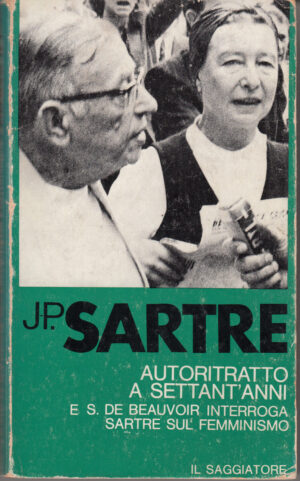 J.P. SARTRE
AUTORITRATTO
A SETTANT'ANNI
E S. DE BEAUVOIR INTERROGA
SARTRE SUL FEMMINISMO
IL SAGGIATORE